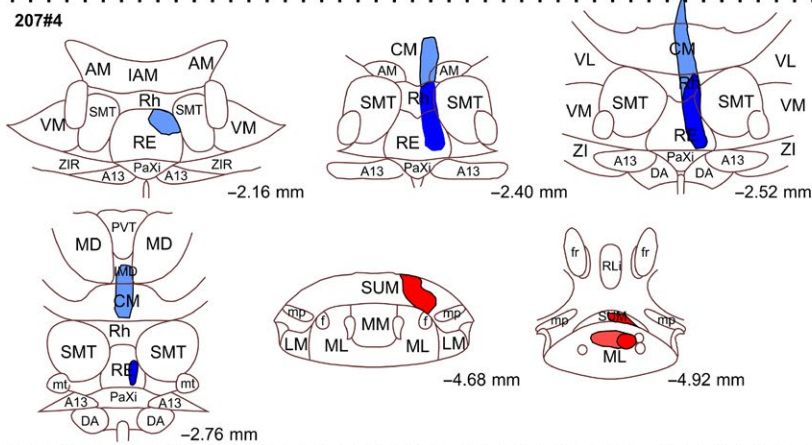 207#4
AM IAM AM
Rh
SMT SMT
VM VM
RE
ZIR PaXi ZIR
A13 A13
−2.16 mm
CM
AM AM
SMT Rh SMT
RE
A13 PaXi A13
−2.40 mm
CM
VL VL
Rh
VM SMT SMT VM
RE
ZI A13 PaXi A13 ZI
DA DA
−2.52 mm
PVT
MD MD
IMD
CM
Rh
SMT SMT
RE
mt mt
A13 PaXi A13
DA DA
−2.76 mm
SUM
mp f MM f mp
LM ML ML LM
−4.68 mm
fr fr
RLi
mp SUM mp
ML
−4.92 mm